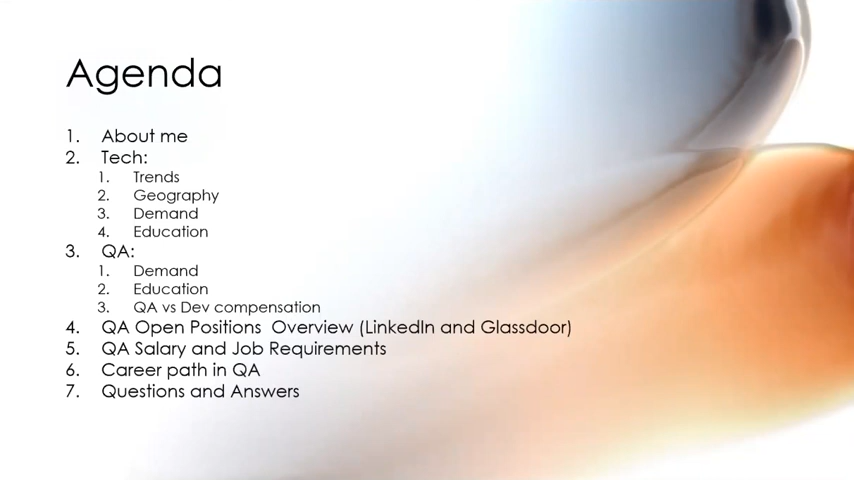 Agenda
1. About me
2. Tech:
1. Trends
2. Geography
3. Demand
4. Education
3. QA:
1. Demand
2. Education
3. QA vs Dev compensation
4. QA Open Positions  Overview (LinkedIn and Glassdoor)
5. QA Salary and Job Requirements
6. Career path in QA
7. Questions and Answers